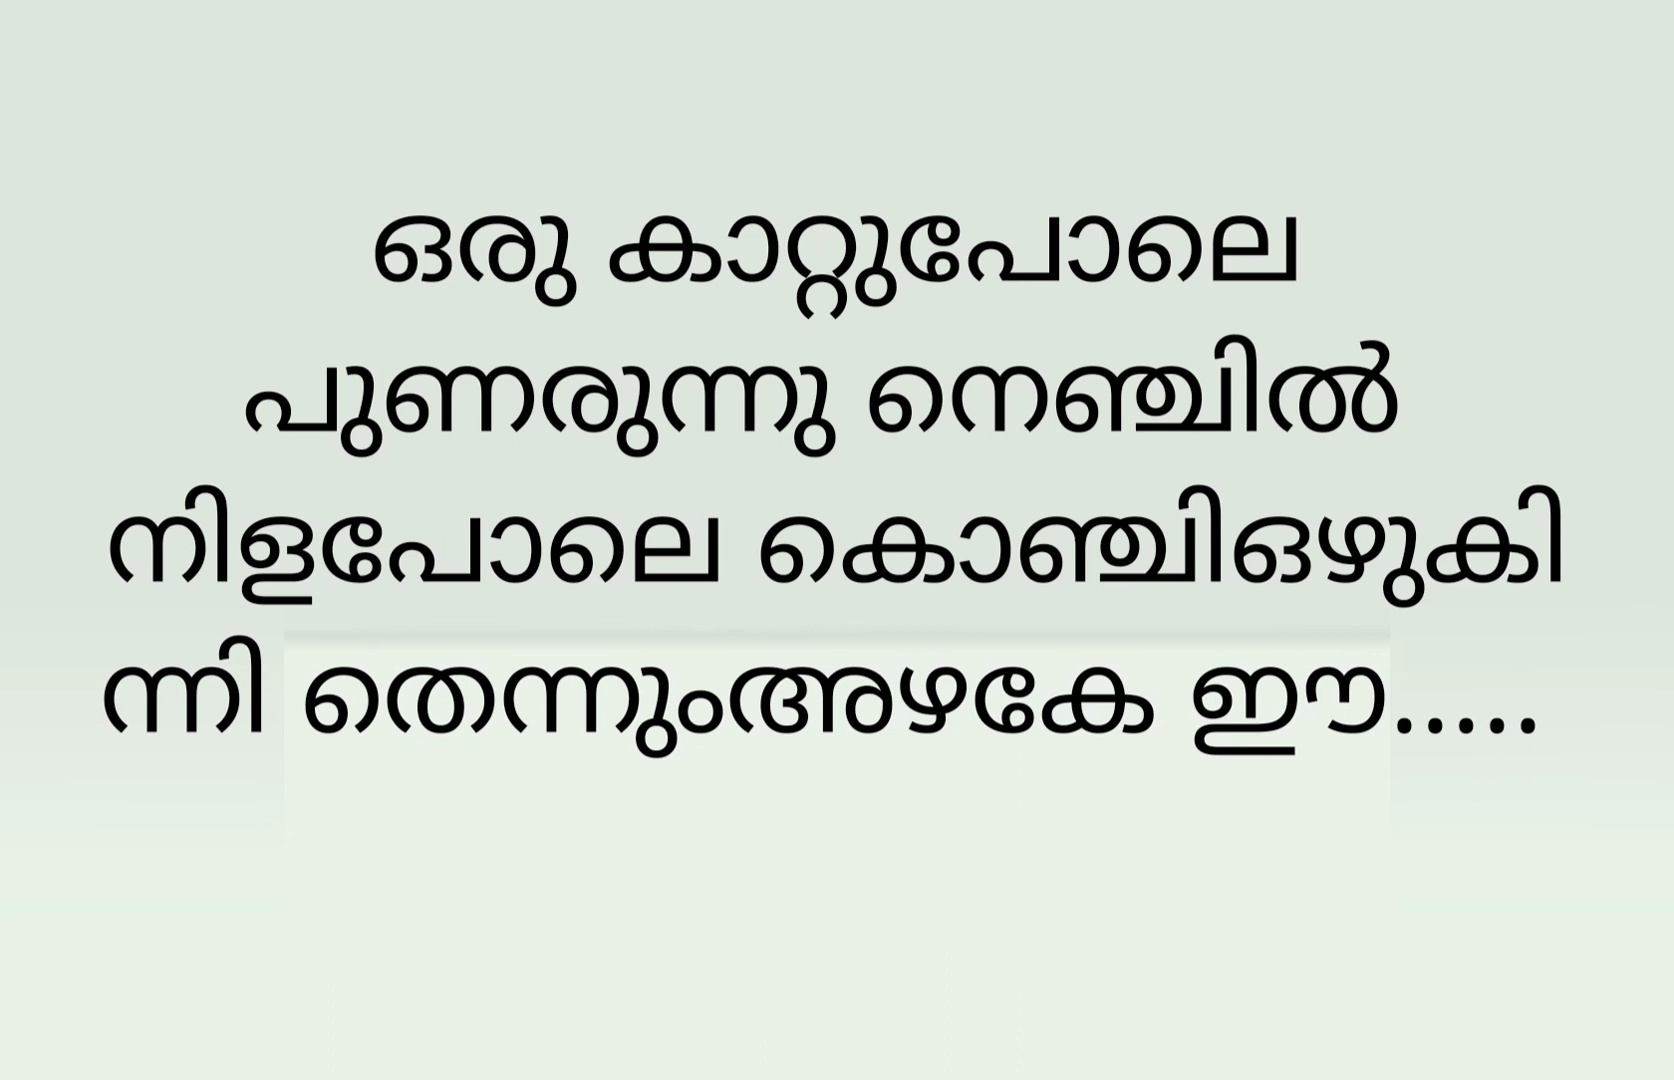 ഒരു കാറ്റുപോലെ
പുണരുന്നു നെഞ്ചിൽ
നിളപോലെ കൊഞ്ചിഒഴുകി
ന്നി തെന്നുംഅഴകേ ഈ.....